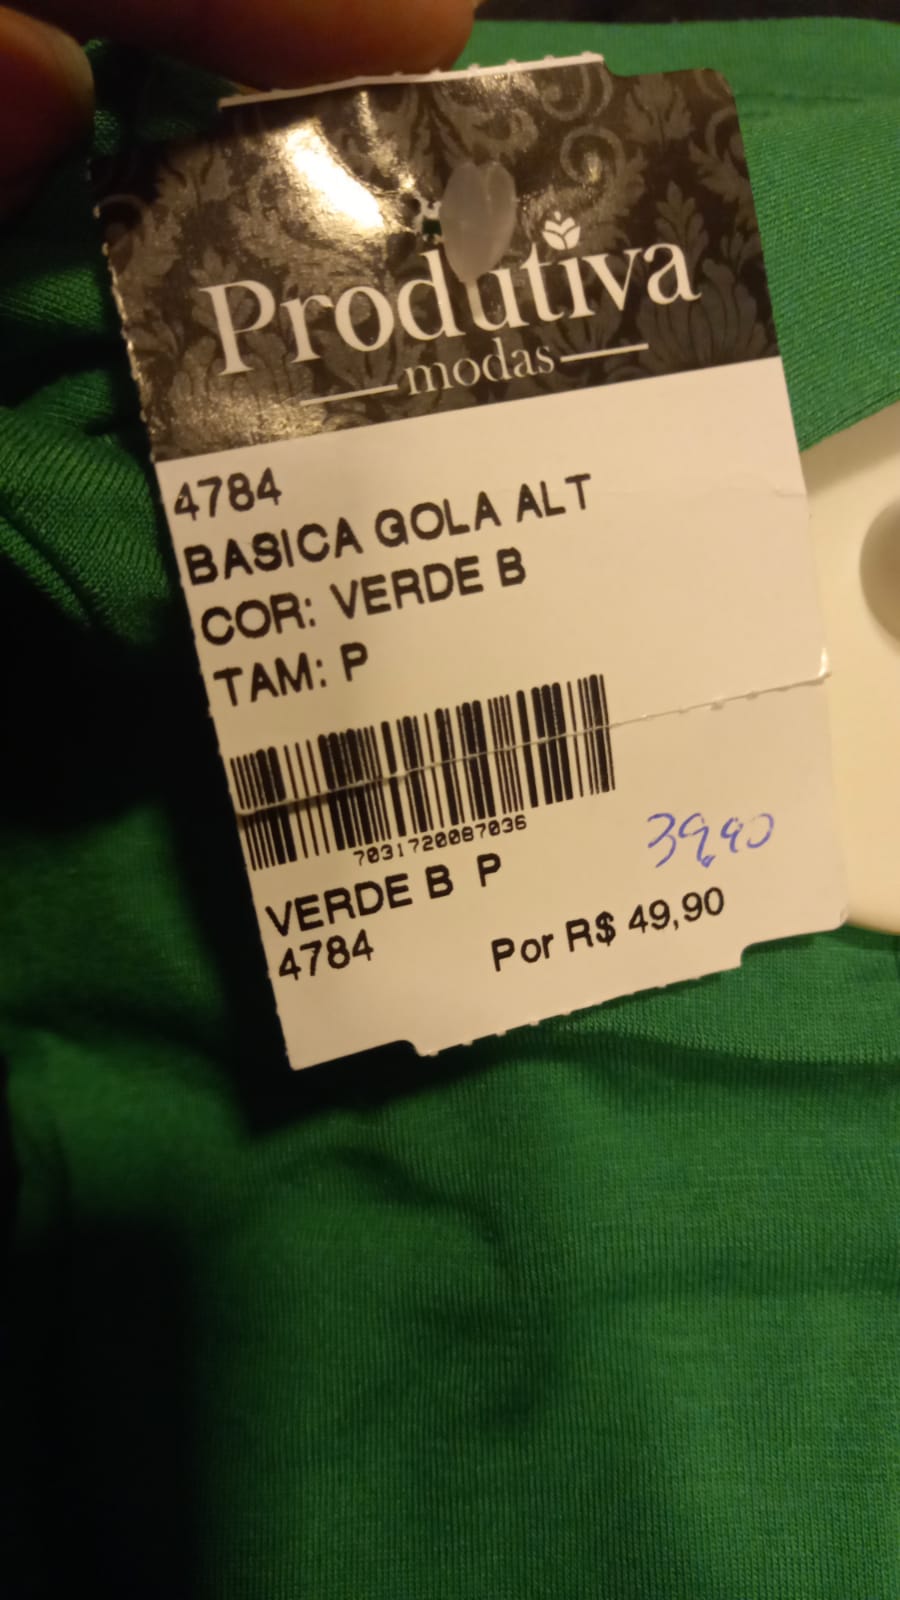 Produtiva
modas
4784
BASICA GOLA ALT
COR: VERDE B
TAM: P
7031720087036
VERDE B P
39,90
4784
Por R$ 49,90